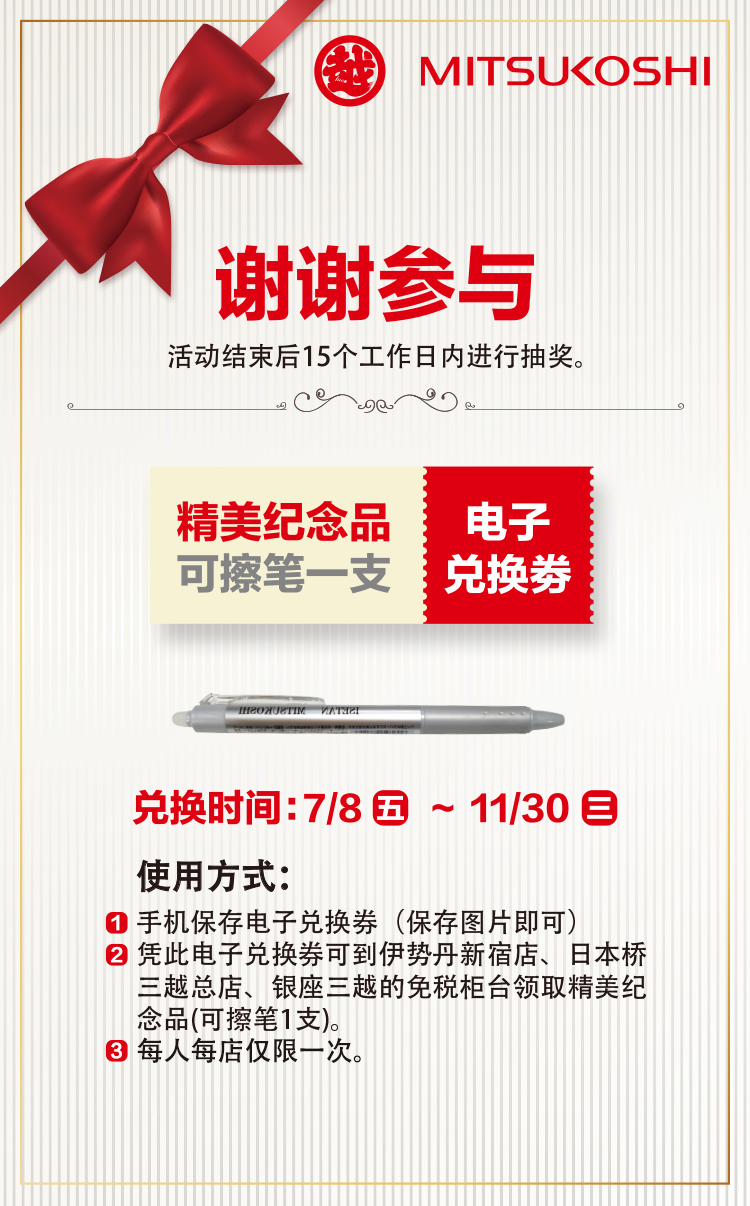 越 MITSUKOSHI
谢谢参与
活动结束后15个工作日内进行抽奖。
精美纪念品
可擦笔一支
电子
兑换券
ISETAN MITSUKOSHI
兑换时间:7/8 五 ~ 11/30 三
使用方式:
1 手机保存电子兑换券（保存图片即可）
2 凭此电子兑换券可到伊势丹新宿店、日本桥
三越总店、银座三越的免税柜台领取精美纪
念品(可擦笔1支)。
3 每人每店仅限一次。